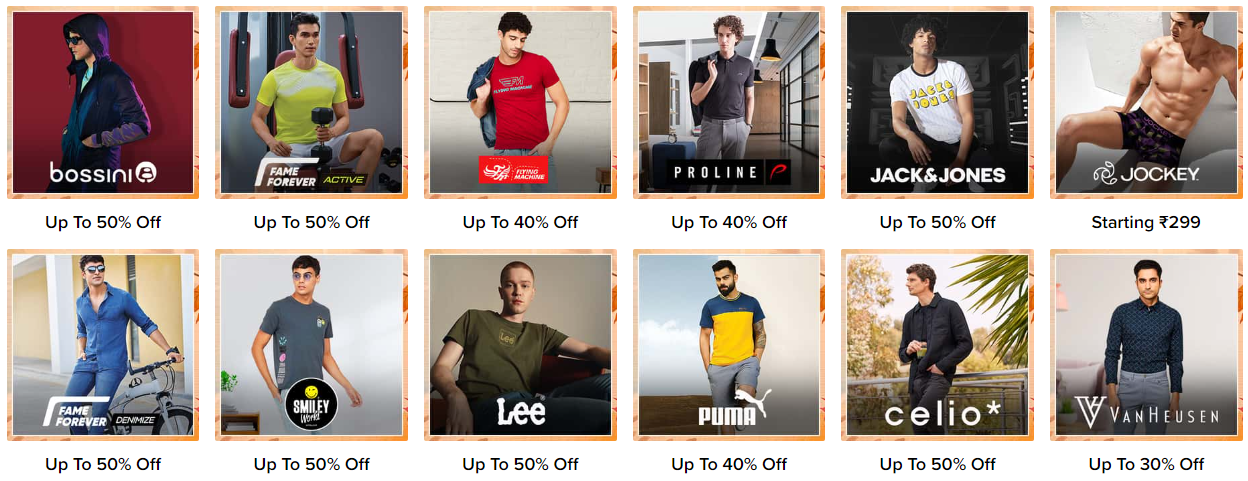 bossini
FAME
FOREVER ACTIVE
FLYING MACHINE
FLYING
MACHINE
PROLINE
JACK &
JONES
JACK&JONES
JOCKEY
Up To 50% Off
Up To 50% Off
Up To 40% Off
Up To 40% Off
Up To 50% Off
Starting ₹299
FAME
FOREVER DENIMIZE
SMILEY
World
Lee
Lee
PUMA
celio*
VANHEUSEN
Up To 50% Off
Up To 50% Off
Up To 50% Off
Up To 40% Off
Up To 50% Off
Up To 30% Off